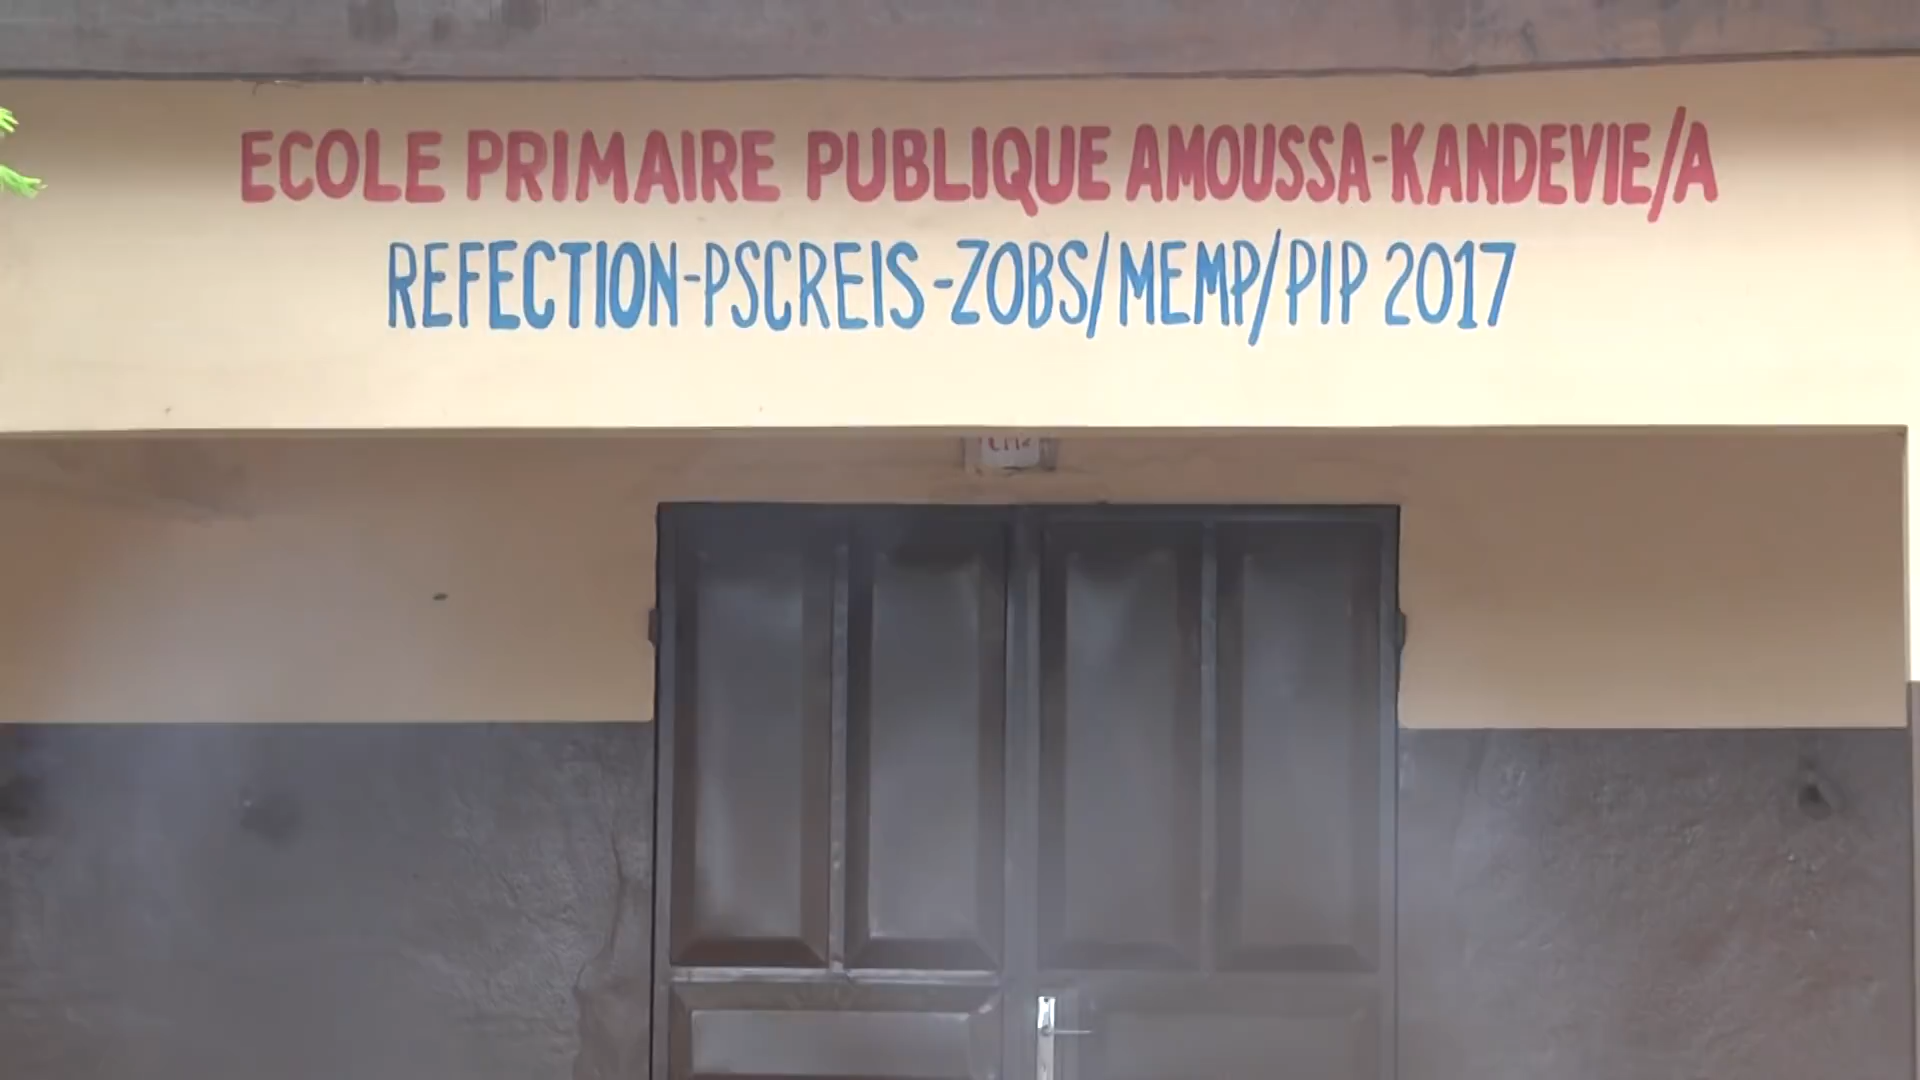 ECOLE PRIMAIRE PUBLIQUE AMOUSSA-KANDEVIE/A
REFECTION-PSCREIS-ZOBS/MEMP/PIP 2017